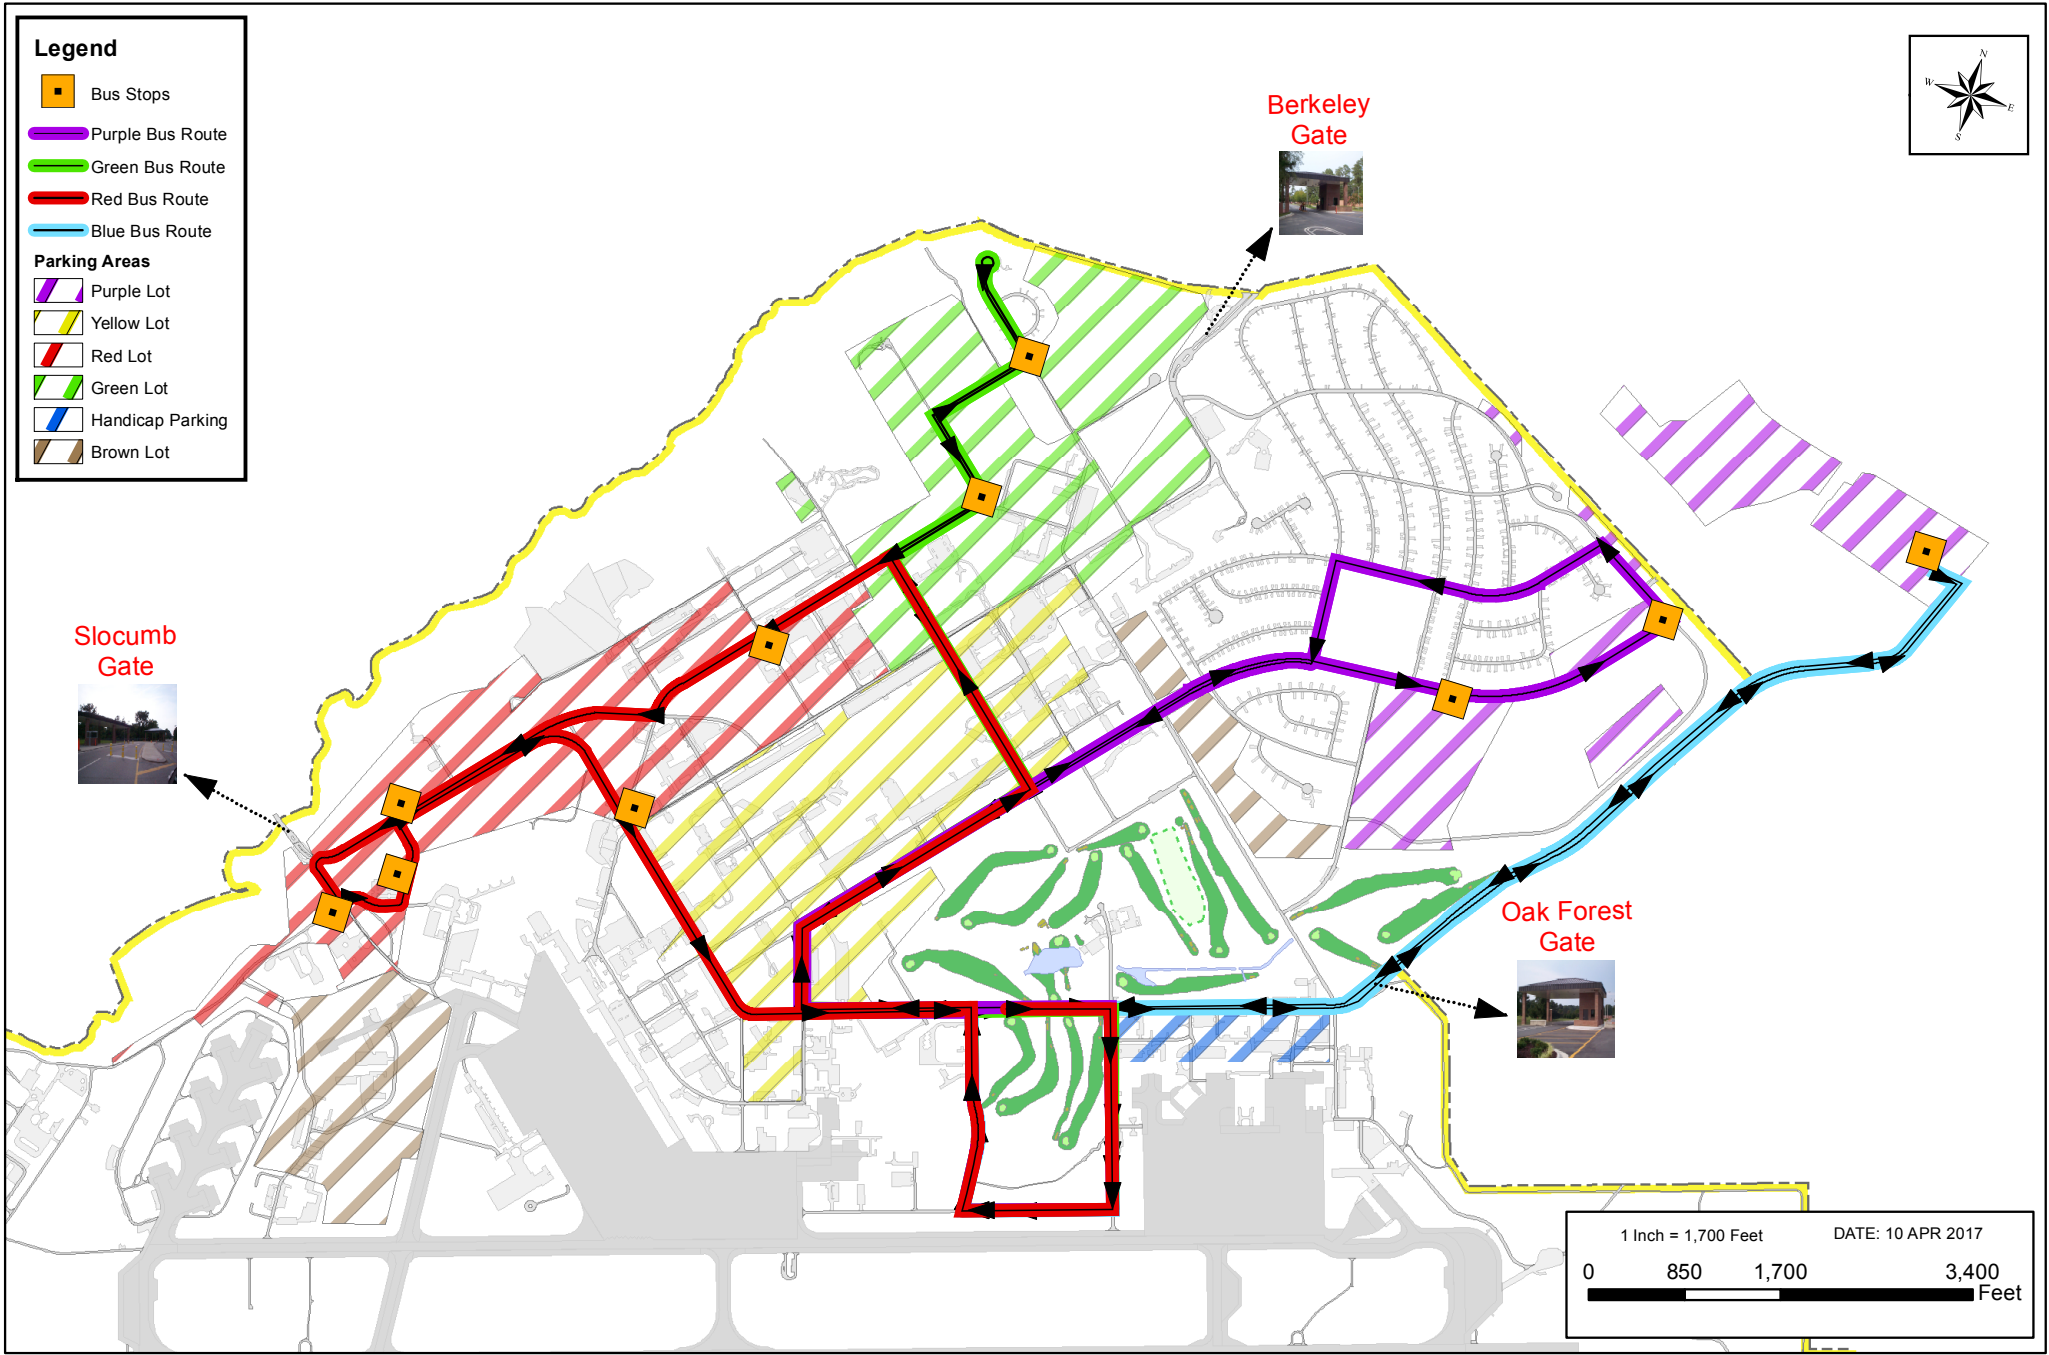 Legend
Bus Stops
Purple Bus Route
Green Bus Route
Red Bus Route
Blue Bus Route
Parking Areas
Purple Lot
Yellow Lot
Red Lot
Green Lot
Handicap Parking
Brown Lot
N
W
E
S
Berkeley
Gate
Slocumb
Gate
Oak Forest
Gate
1 Inch = 1,700 Feet
DATE: 10 APR 2017
0 850 1,700 3,400
Feet